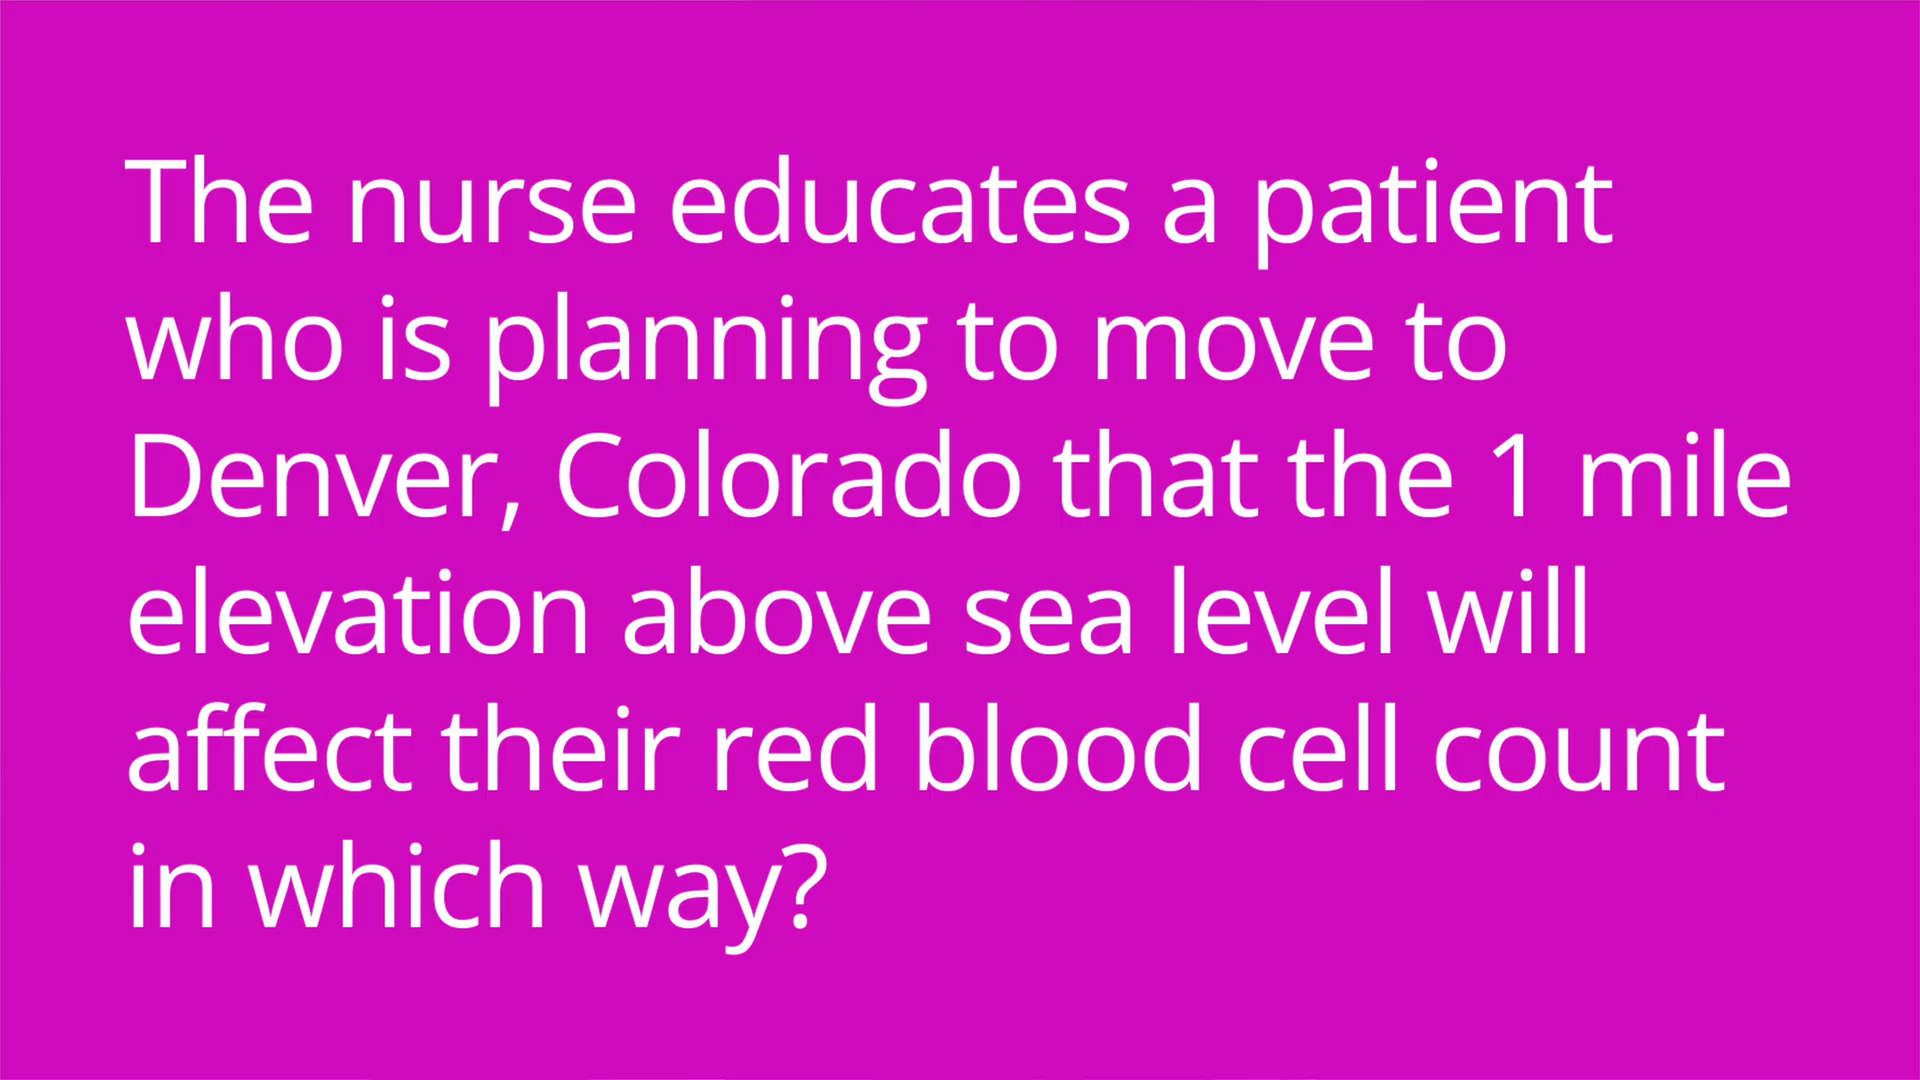 The nurse educates a patient
who is planning to move to
Denver, Colorado that the 1 mile
elevation above sea level will
affect their red blood cell count
in which way?